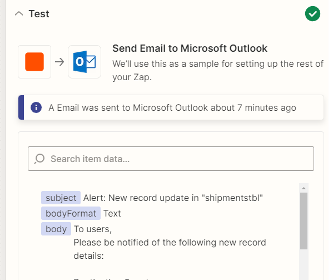 Test
Send Email to Microsoft Outlook
We'll use this as a sample for setting up the rest of
your Zap.
A Email was sent to Microsoft Outlook about 7 minutes ago
Search item data...
subject Alert: New record update in "shipmentstbl"
bodyFormat Text
body To users,
Please be notified of the following new record
details: